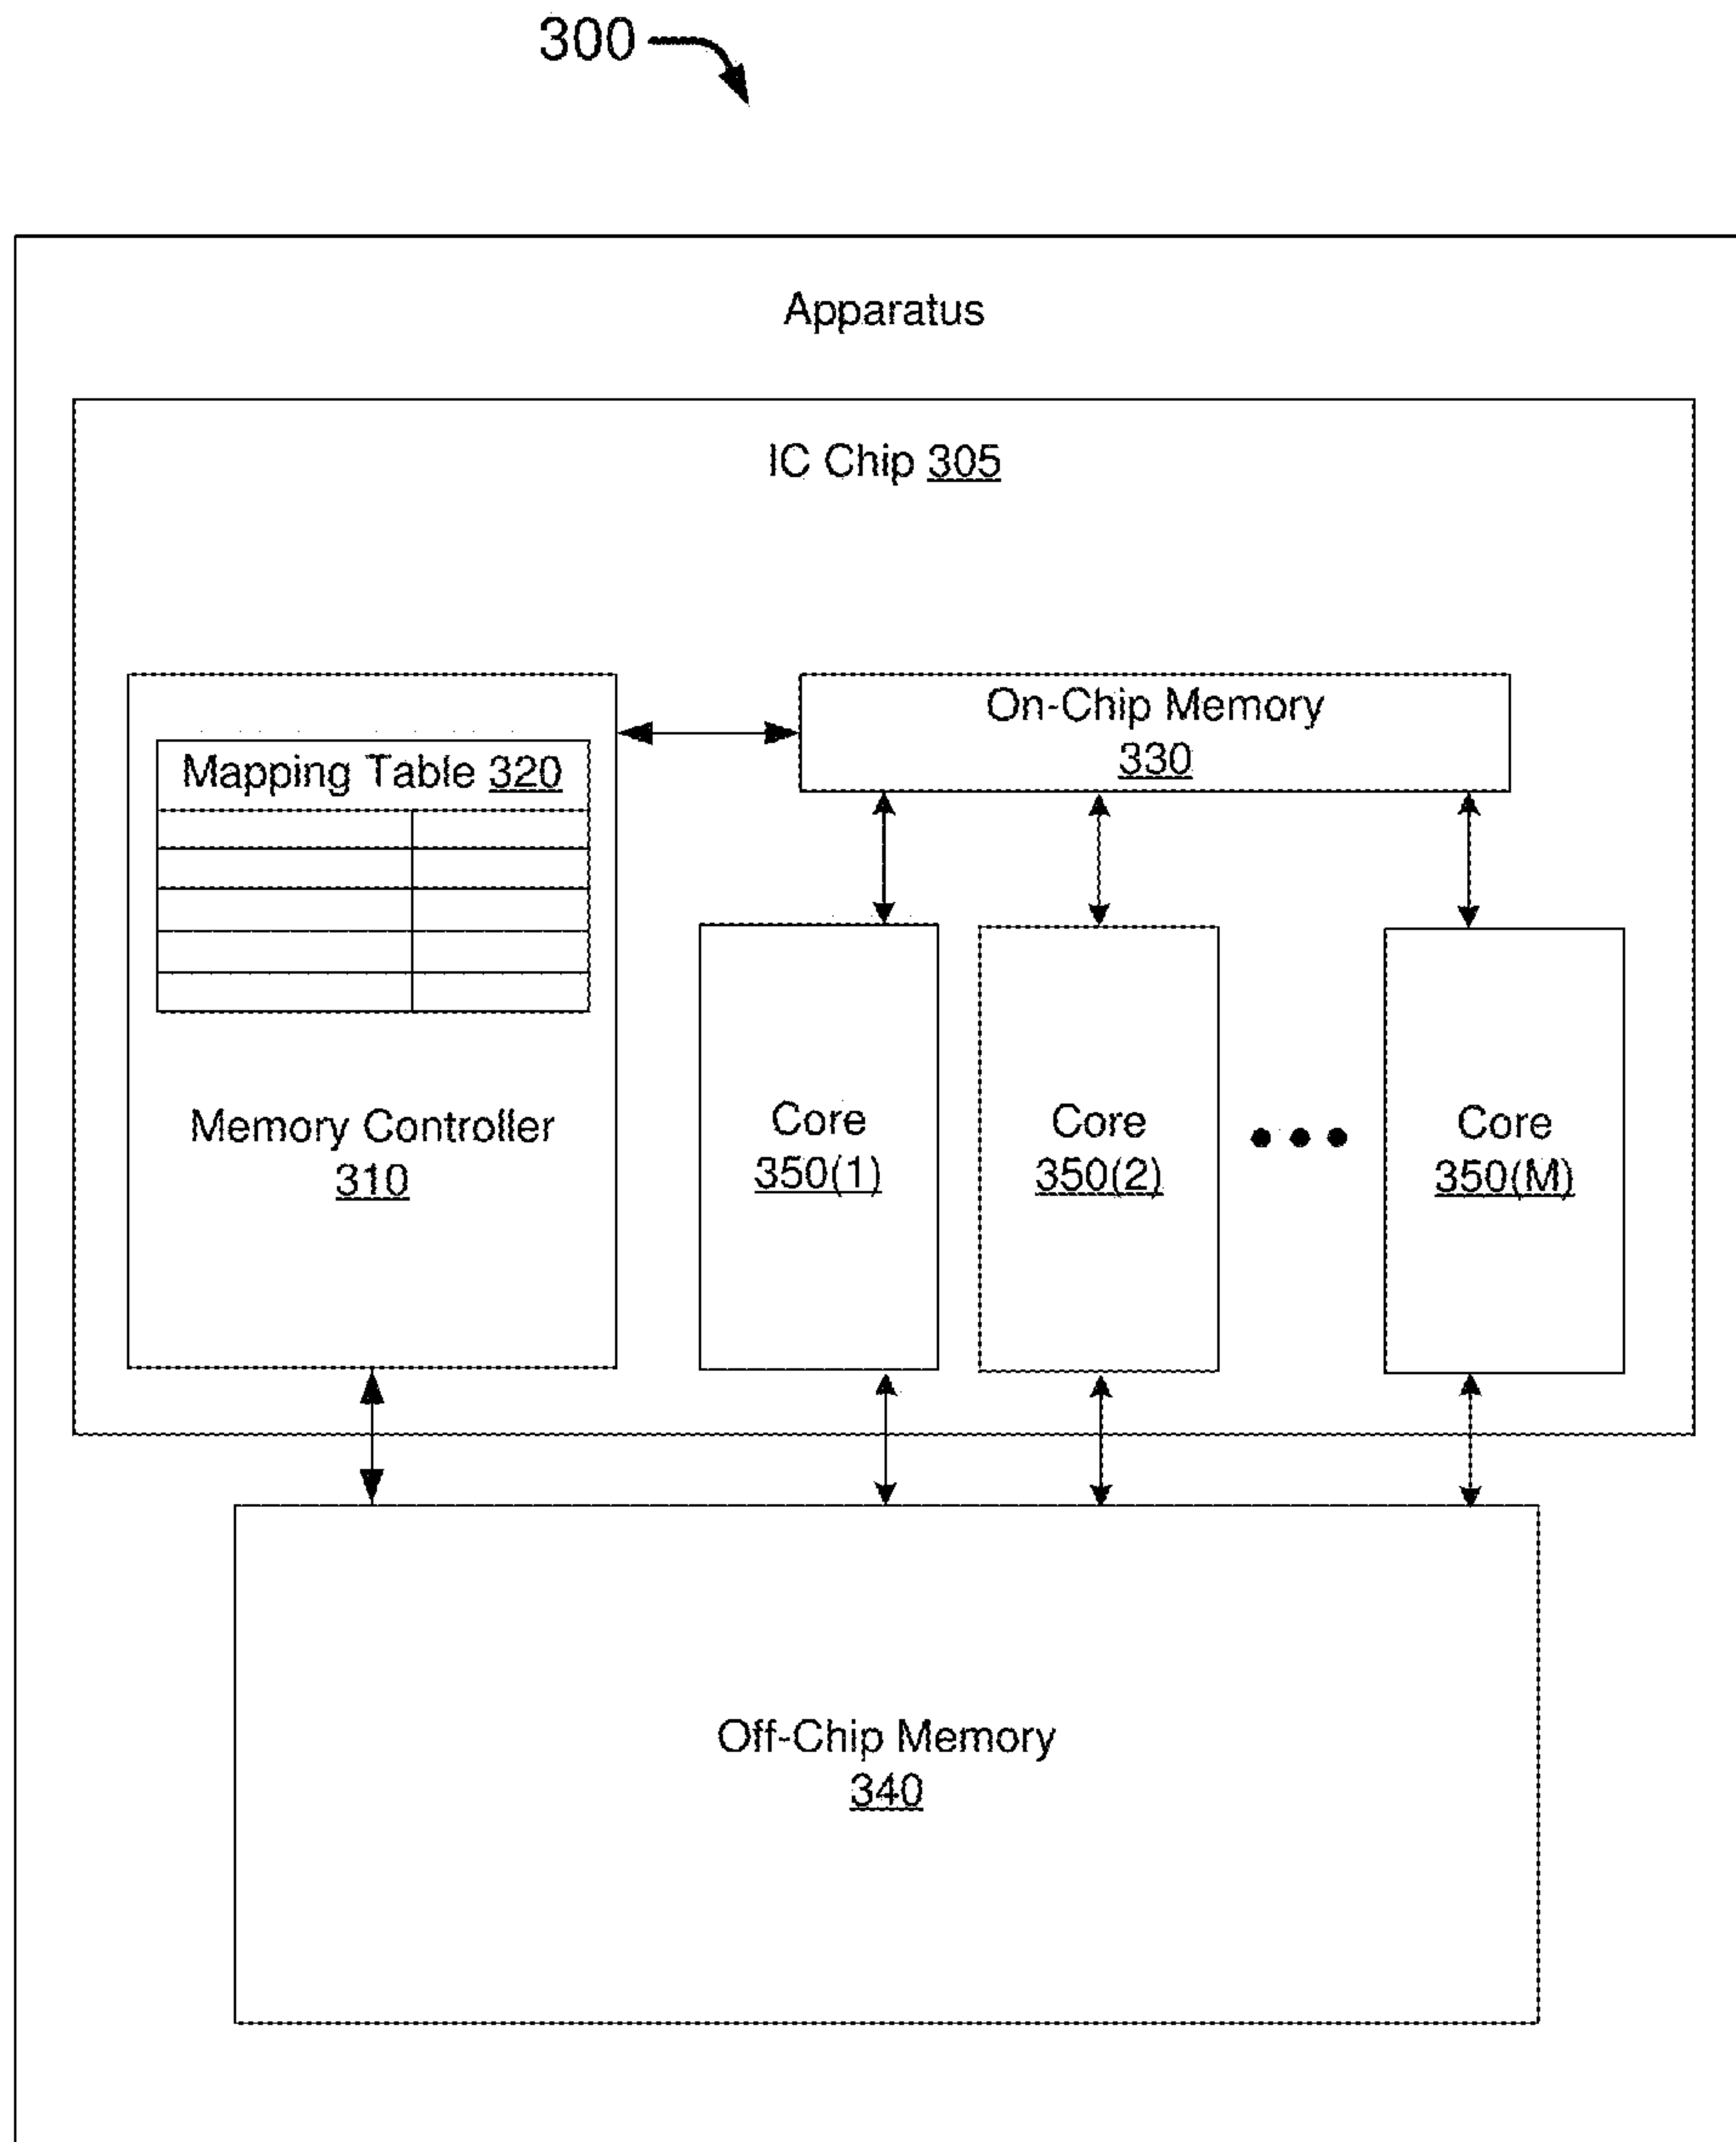 300
Apparatus
IC Chip 305
On-Chip Memory
330
Mapping Table 320
Memory Controller
310
Core
350(1)
Core
350(2)
Core
350(M)
Off-Chip Memory
340